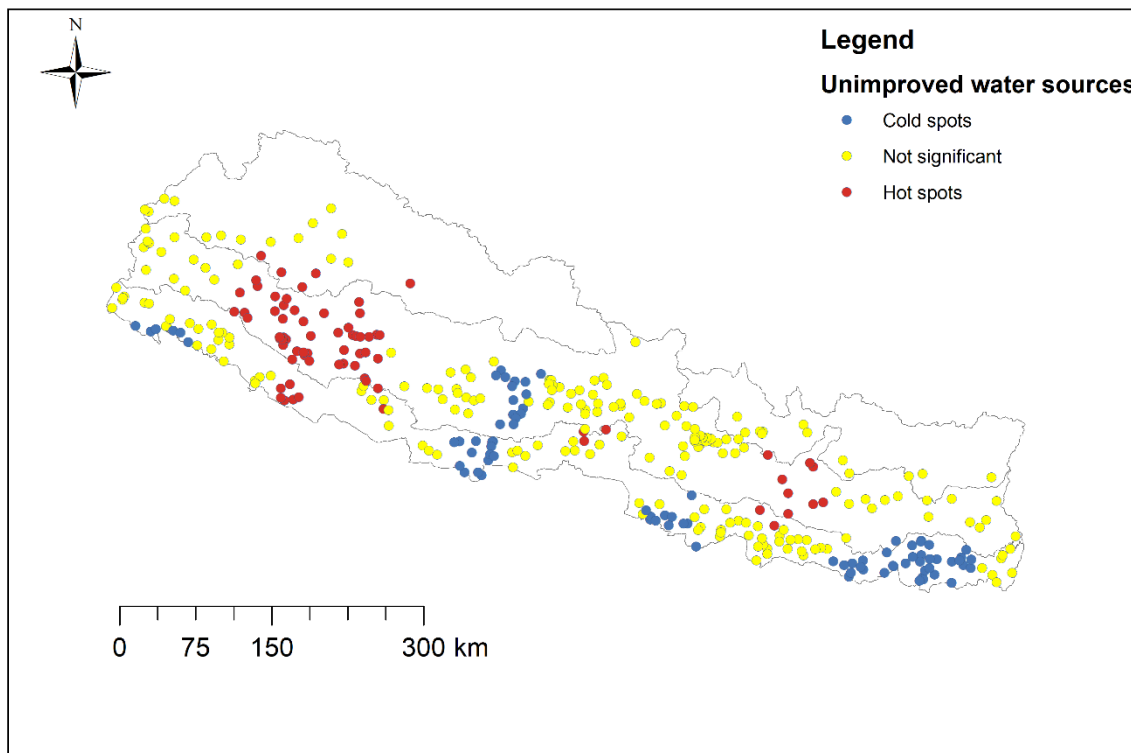 N
Legend
Unimproved water sources
Cold spots
Not significant
Hot spots
0 75 150 300 km